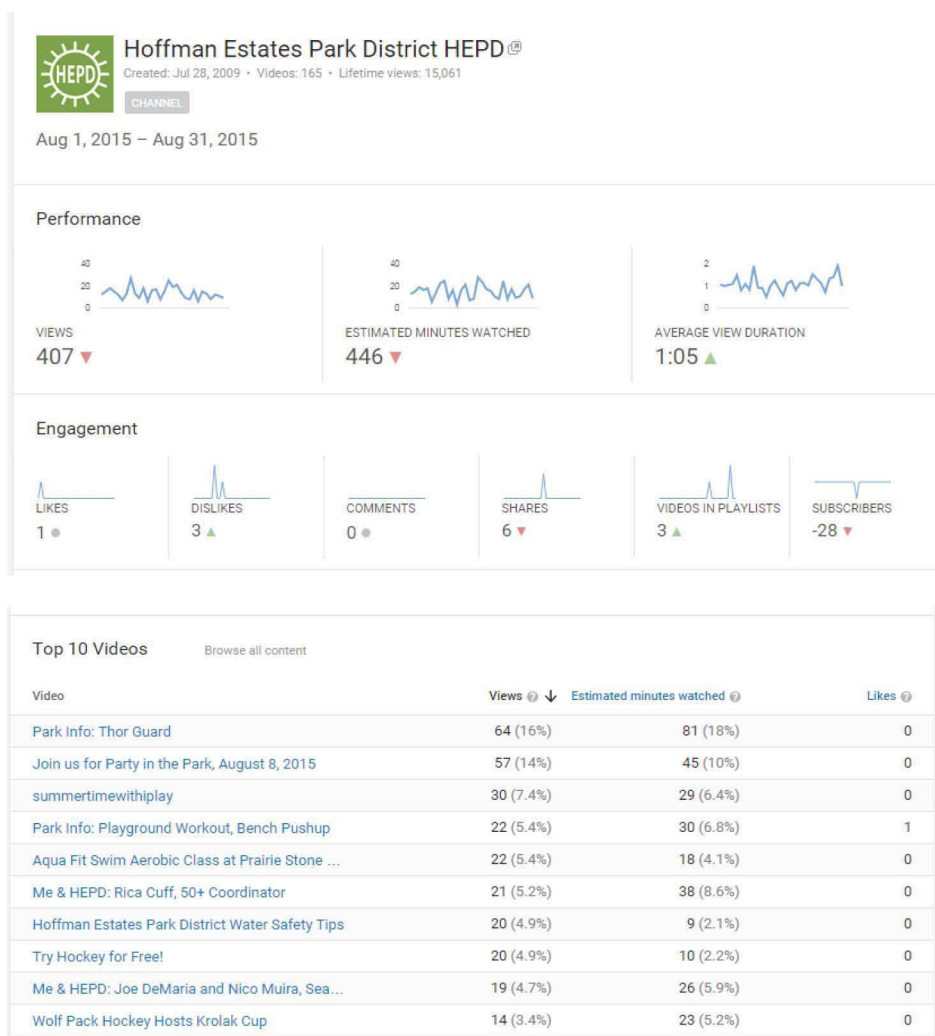 HEPD
Hoffman Estates Park District HEPD
Created: Jul 28, 2009 • Videos: 165 • Lifetime views: 15,061
CHANNEL
Aug 1, 2015 – Aug 31, 2015
Performance
40
20
0
VIEWS
407
40
20
0
ESTIMATED MINUTES WATCHED
446
2
1
0
AVERAGE VIEW DURATION
1:05
Engagement
LIKES
1
DISLIKES
3
COMMENTS
0
SHARES
6
VIDEOS IN PLAYLISTS
3
SUBSCRIBERS
-28
Top 10 Videos Browse all content
Video Views ? Estimated minutes watched ? Likes ?
Park Info: Thor Guard 64 (16%) 81 (18%) 0
Join us for Party in the Park, August 8, 2015 57 (14%) 45 (10%) 0
summertimewithiplay 30 (7.4%) 29 (6.4%) 0
Park Info: Playground Workout, Bench Pushup 22 (5.4%) 30 (6.8%) 1
Aqua Fit Swim Aerobic Class at Prairie Stone ... 22 (5.4%) 18 (4.1%) 0
Me & HEPD: Rica Cuff, 50+ Coordinator 21 (5.2%) 38 (8.6%) 0
Hoffman Estates Park District Water Safety Tips 20 (4.9%) 9 (2.1%) 0
Try Hockey for Free! 20 (4.9%) 10 (2.2%) 0
Me & HEPD: Joe DeMaria and Nico Muira, Sea... 19 (4.7%) 26 (5.9%) 0
Wolf Pack Hockey Hosts Krolak Cup 14 (3.4%) 23 (5.2%) 0